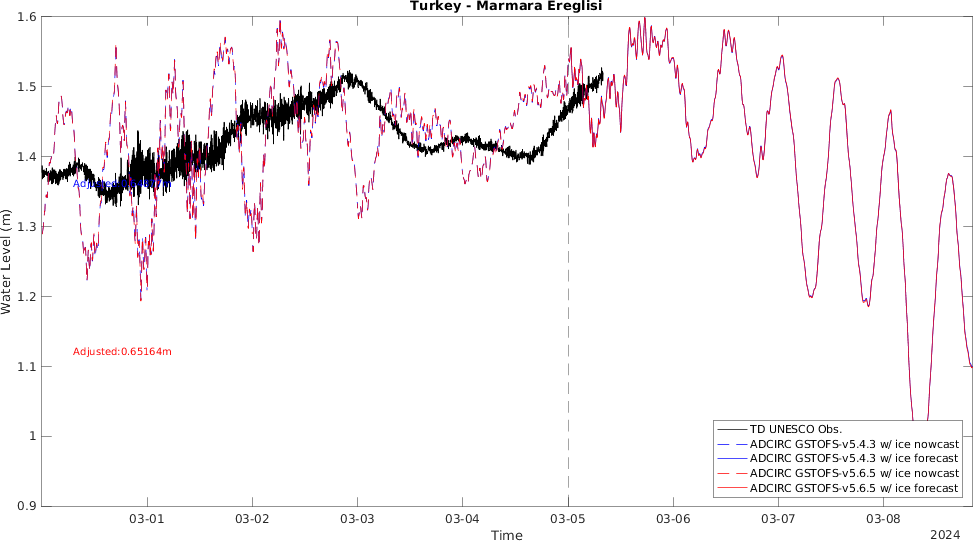 Turkey - Marmara Ereglisi
1.6
1.5
1.4
1.3
1.2
1.1
1
0.9
Water Level (m)
Adjusted:0.65164m
TD UNESCO Obs.
ADCIRC GSTOFS-v5.4.3 w/ ice nowcast
ADCIRC GSTOFS-v5.4.3 w/ ice forecast
ADCIRC GSTOFS-v5.6.5 w/ ice nowcast
ADCIRC GSTOFS-v5.6.5 w/ ice forecast
03-01
03-02
03-03
03-04
03-05
03-06
03-07
03-08
Time
2024